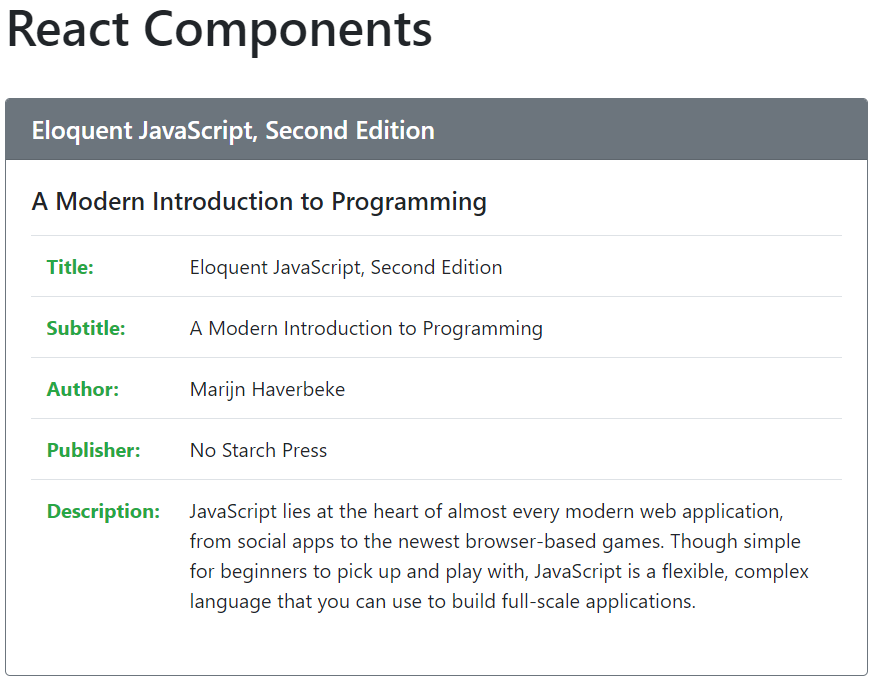 React Components
Eloquent JavaScript, Second Edition
A Modern Introduction to Programming
Title: Eloquent JavaScript, Second Edition
Subtitle: A Modern Introduction to Programming
Author: Marijn Haverbeke
Publisher: No Starch Press
Description: JavaScript lies at the heart of almost every modern web application,
from social apps to the newest browser-based games. Though simple
for beginners to pick up and play with, JavaScript is a flexible, complex
language that you can use to build full-scale applications.